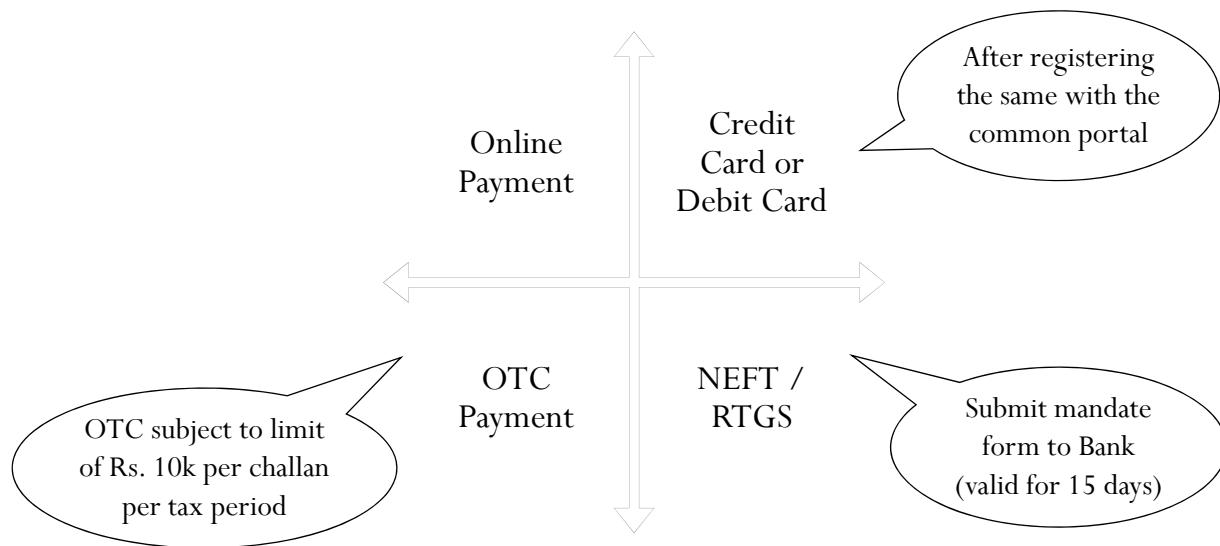 Online
Payment
Credit
Card or
Debit Card
After registering
the same with the
common portal
OTC
Payment
OTC subject to limit
of Rs. 10k per challan
per tax period
NEFT /
RTGS
Submit mandate
form to Bank
(valid for 15 days)